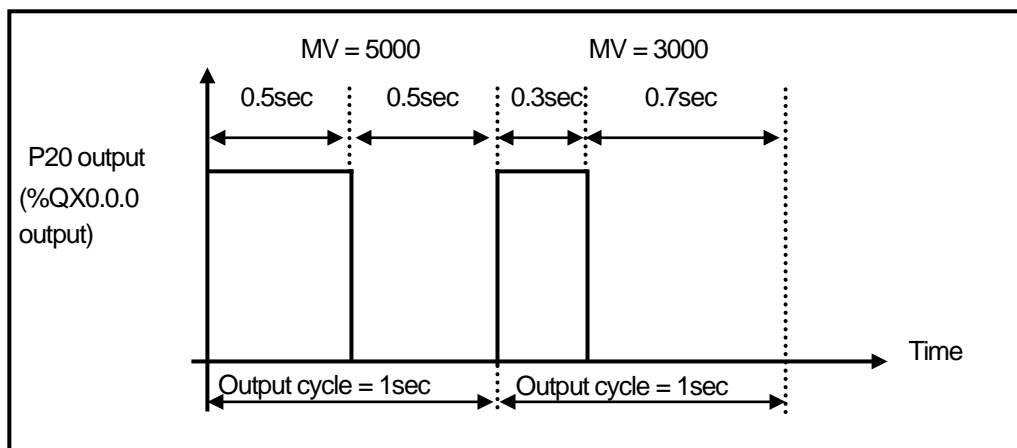 MV = 5000 MV = 3000
0.5sec 0.5sec 0.3sec 0.7sec
P20 output
(%QX0.0.0
output)
Time
Output cycle = 1sec Output cycle = 1sec